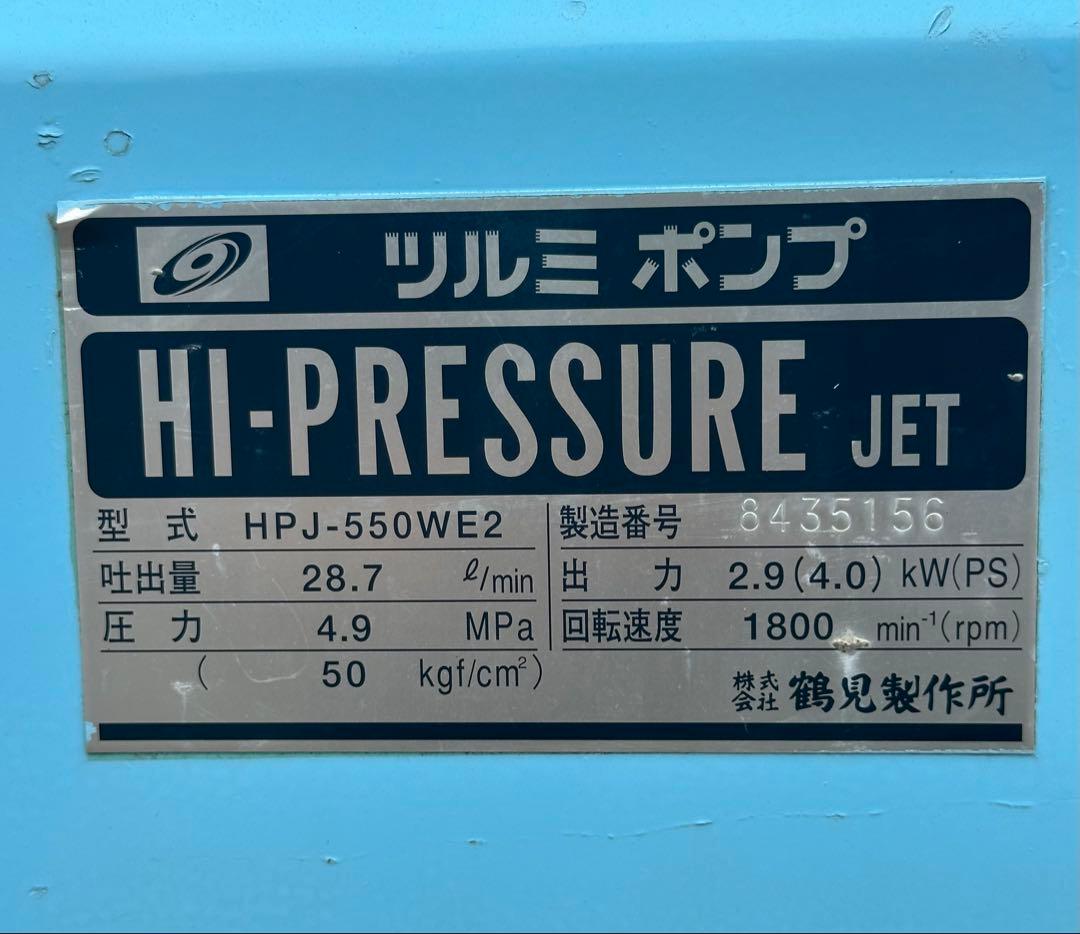 ツルミ ポンプ
HI-PRESSURE JET
型 式 HPJ-550WE2
製造番号 8435156
吐出量 28.7 ℓ/min
出 力 2.9(4.0) kW(PS)
圧 力 4.9 MPa
回転速度 1800 min⁻¹(rpm)
( 50 kgf/cm²)
株式会社 鶴見製作所